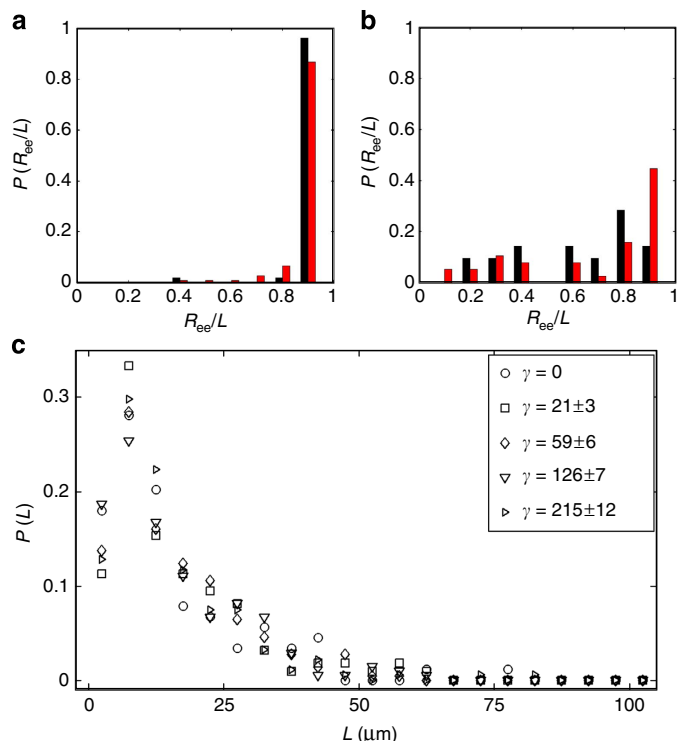 a
b
1
0.8
0.6
0.4
0.2
0
P (Ree/L)
0 0.2 0.4 0.6 0.8 1
Ree/L
1
0.8
0.6
0.4
0.2
0
P (Ree/L)
0 0.2 0.4 0.6 0.8 1
Ree/L
c
0.3
0.2
0.1
0
P (L)
0 25 50 75 100
L (μm)
γ = 0
γ = 21±3
γ = 59±6
γ = 126±7
γ = 215±12